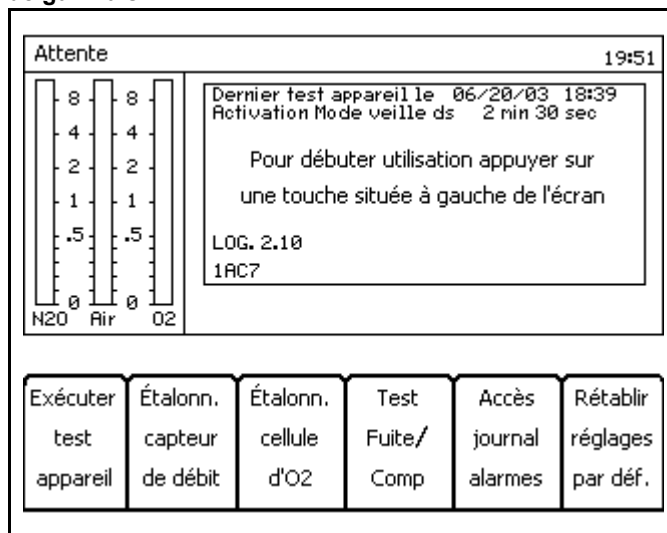 Attente 19:51
8 8
4 4
2 2
1 1
.5 .5
0 0
N2O Air O2
Dernier test appareil le 06/20/03 18:39
Activation Mode veille ds 2 min 30 sec
Pour débuter utilisation appuyer sur
une touche située à gauche de l'écran
LOG. 2.10
1AC7
Exécuter
test
appareil
Étalonn.
capteur
de débit
Étalonn.
cellule
d'O2
Test
Fuite/
Comp
Accès
journal
alarmes
Rétablir
réglages
par déf.